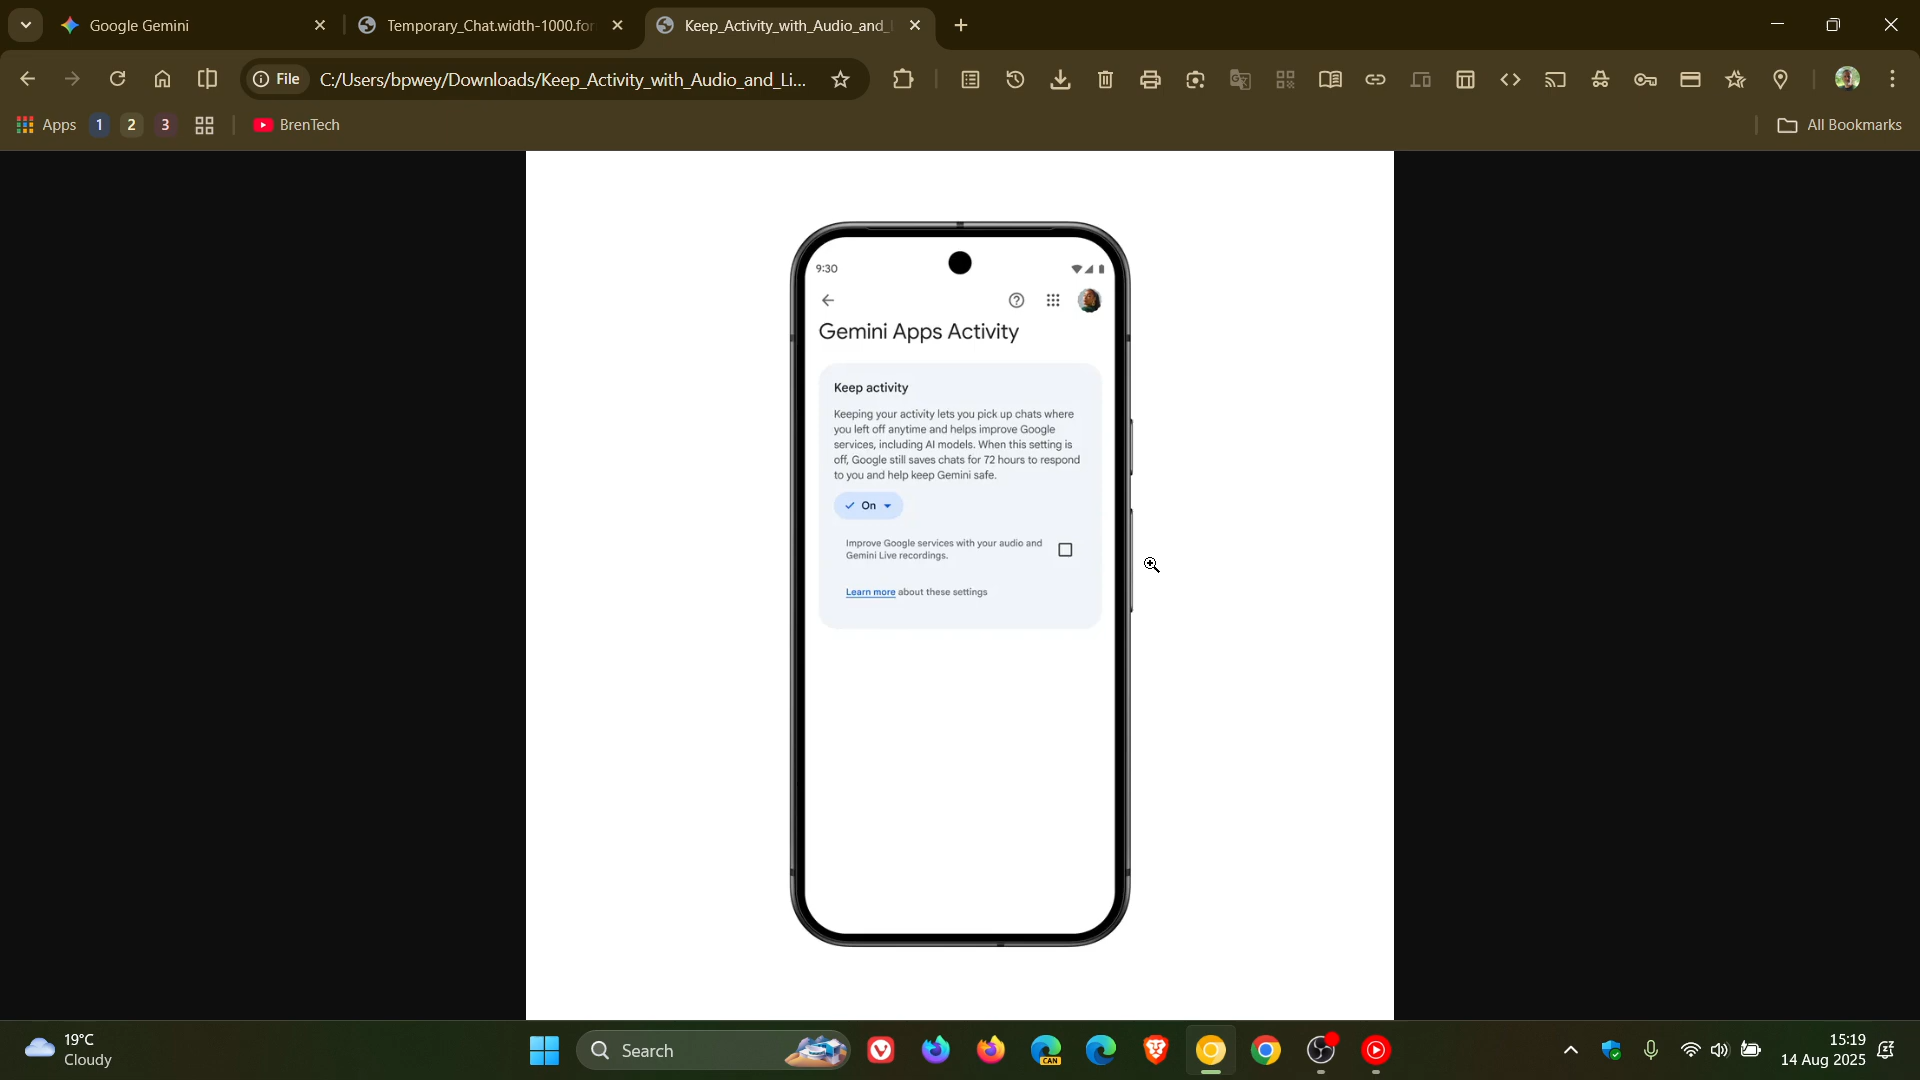 Google Gemini
Temporary_Chat.width-1000.for
Keep_Activity_with_Audio_and_
File
C:/Users/bpwey/Downloads/Keep_Activity_with_Audio_and_Li...
Apps
1
2
3
BrenTech
All Bookmarks
9:30
Gemini Apps Activity
Keep activity
Keeping your activity lets you pick up chats where
you left off anytime and helps improve Google
services, including AI models. When this setting is
off, Google still saves chats for 72 hours to respond
to you and help keep Gemini safe.
On
Improve Google services with your audio and
Gemini Live recordings.
Learn more about these settings
19°C
Cloudy
Search
CAN
15:19
14 Aug 2025